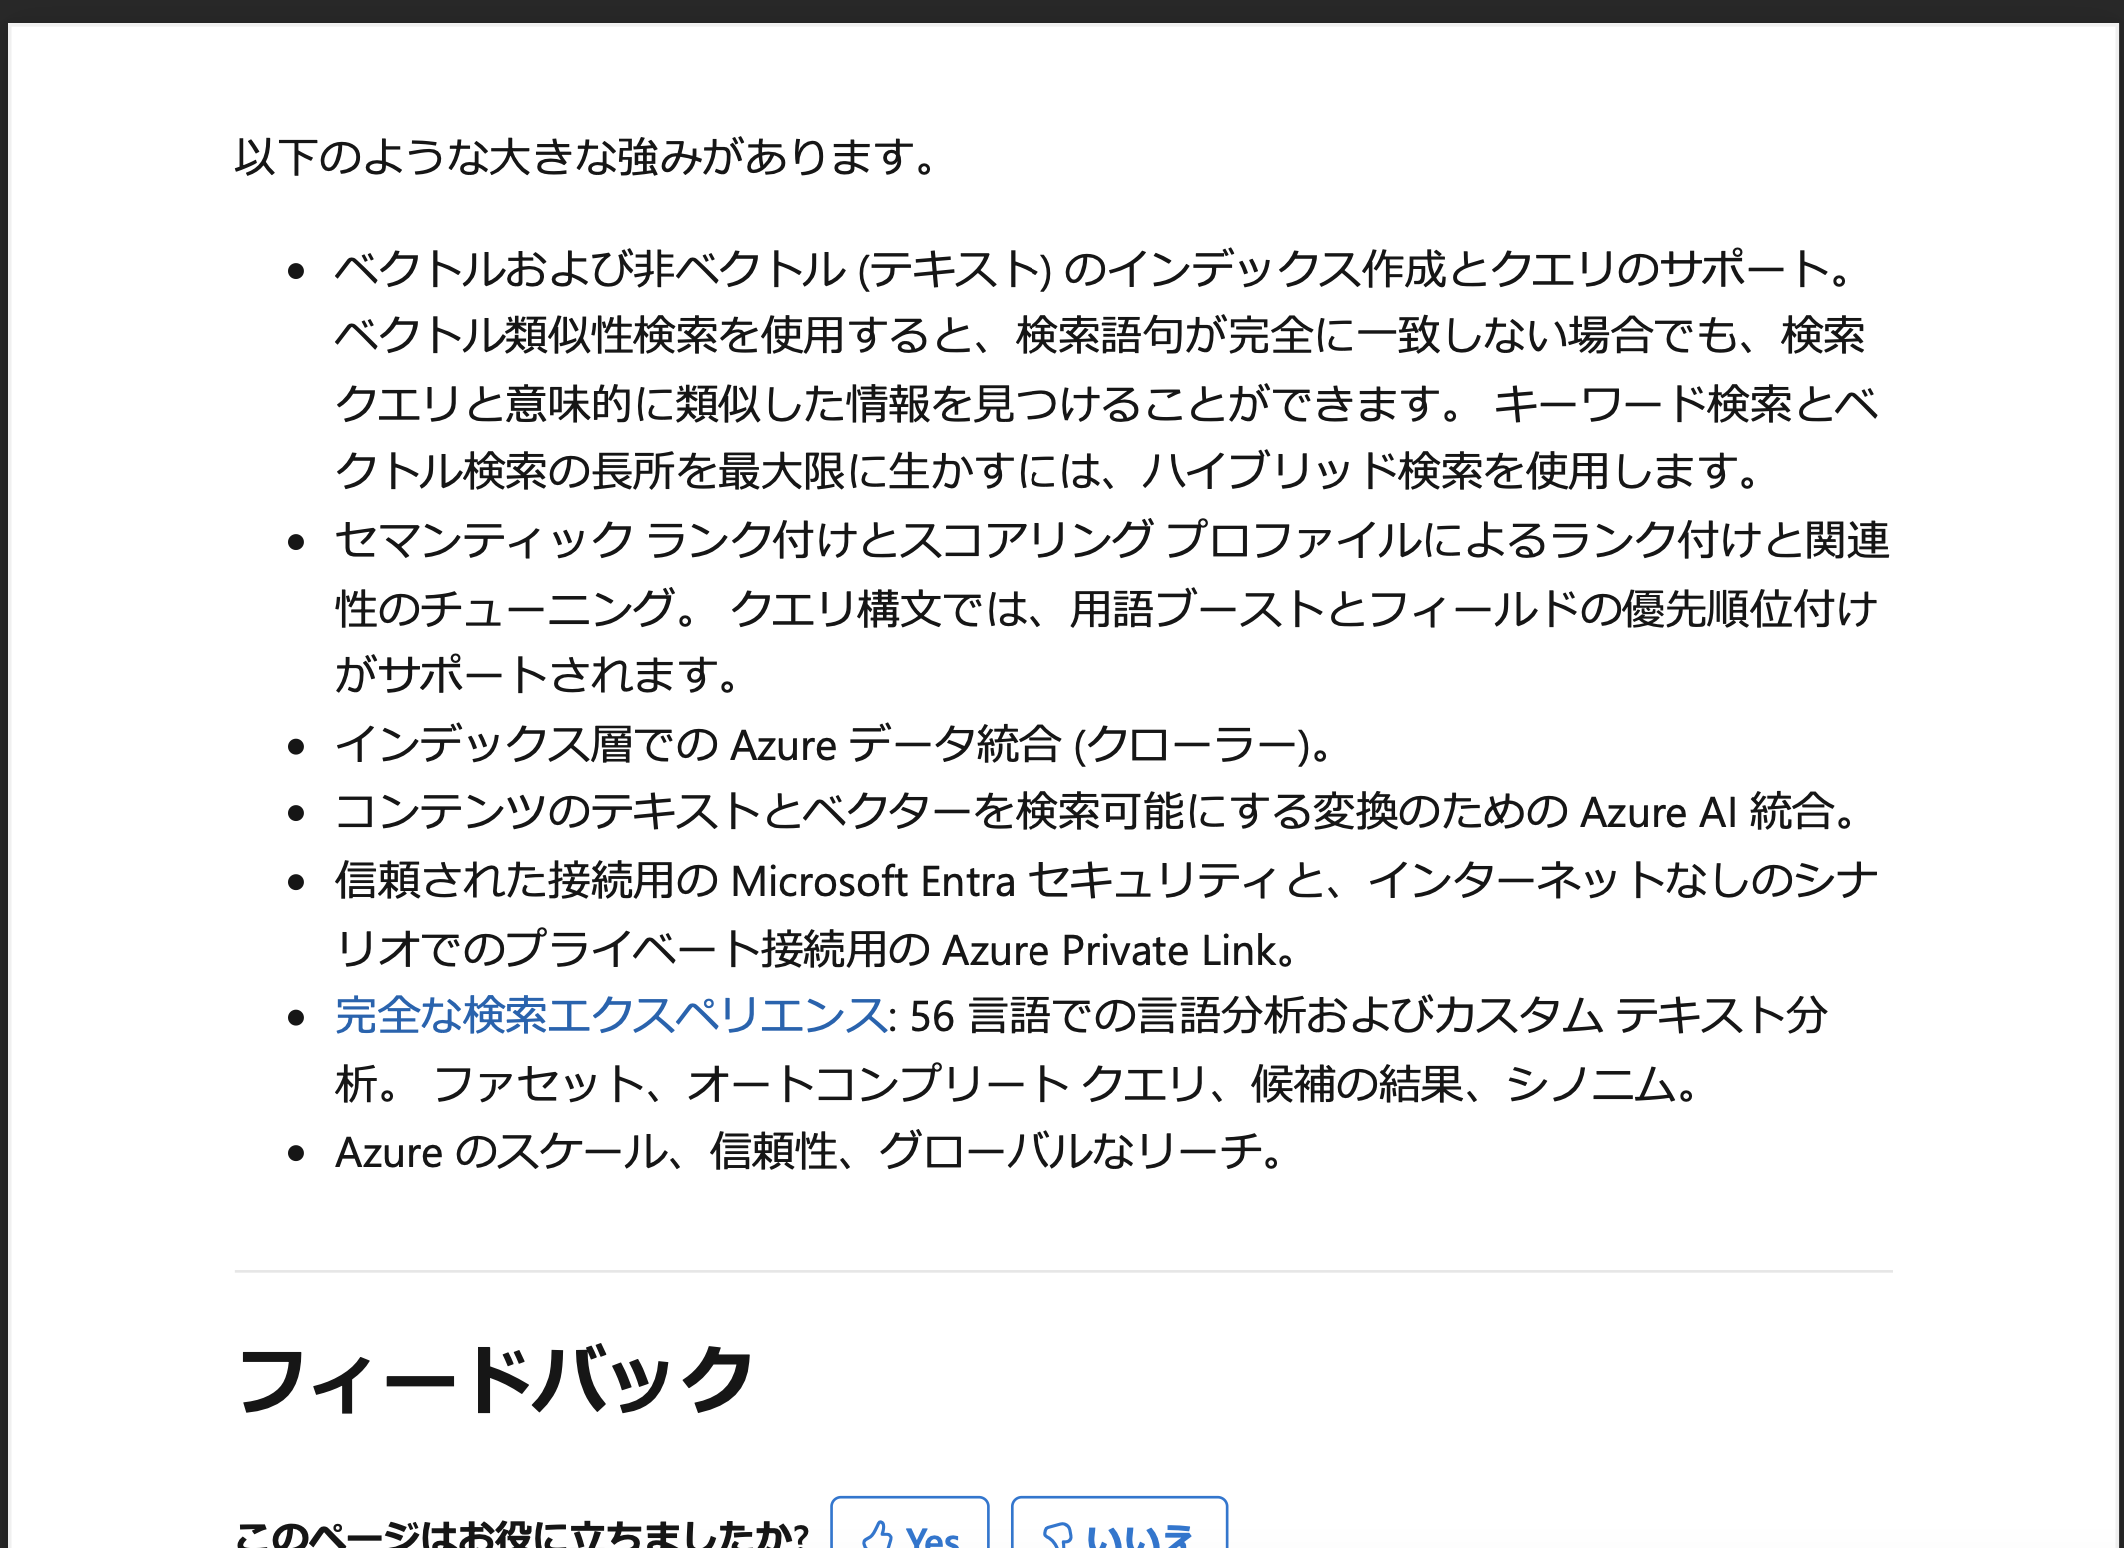 以下のような大きな強みがあります。
ベクトルおよび非ベクトル (テキスト) のインデックス作成とクエリのサポート。
ベクトル類似性検索を使用すると、検索語句が完全に一致しない場合でも、検索
クエリと意味的に類似した情報を見つけることができます。 キーワード検索とベ
クトル検索の長所を最大限に生かすには、ハイブリッド検索を使用します。
セマンティック ランク付けとスコアリング プロファイルによるランク付けと関連
性のチューニング。 クエリ構文では、用語ブーストとフィールドの優先順位付け
がサポートされます。
インデックス層での Azure データ統合 (クローラー)。
コンテンツのテキストとベクターを検索可能にする変換のための Azure AI 統合。
信頼された接続用の Microsoft Entra セキュリティと、インターネットなしのシナ
リオでのプライベート接続用の Azure Private Link。
完全な検索エクスペリエンス: 56 言語での言語分析およびカスタム テキスト分
析。 ファセット、オートコンプリート クエリ、候補の結果、シノニム。
Azure のスケール、信頼性、グローバルなリーチ。
フィードバック
このページはお役に立ちましたか? Yes いいえ